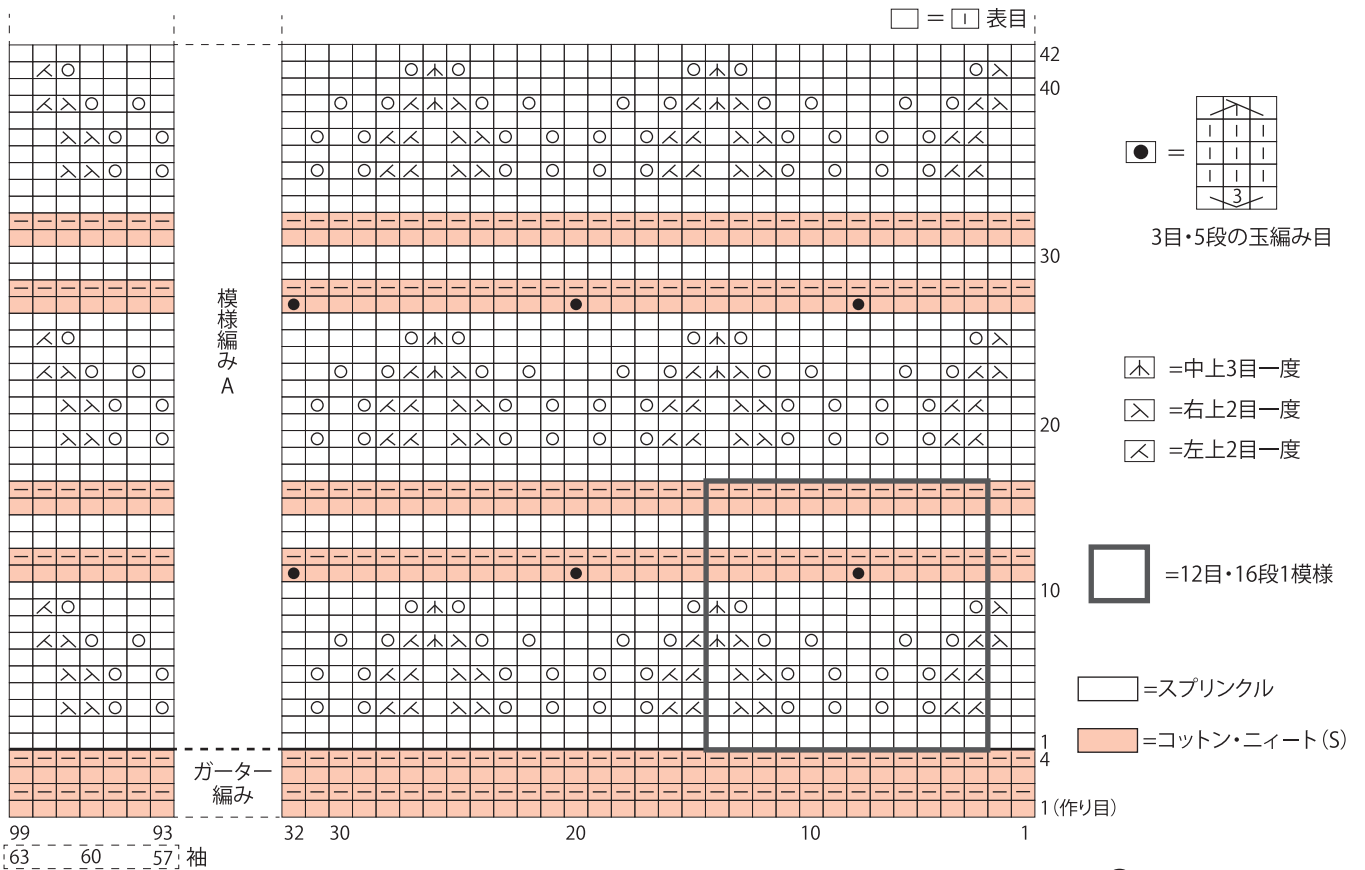 □ = I 表目
42
40
30
20
10
1
4
1(作り目)
模様編み
A
ガーター
編み
99
93
32
30
20
10
1
63
60
57
袖
● =
3
3目・5段の玉編み目
=中上3目一度
=右上2目一度
=左上2目一度
=12目・16段1模様
=スプリンクル
=コットン・ニィート(S)